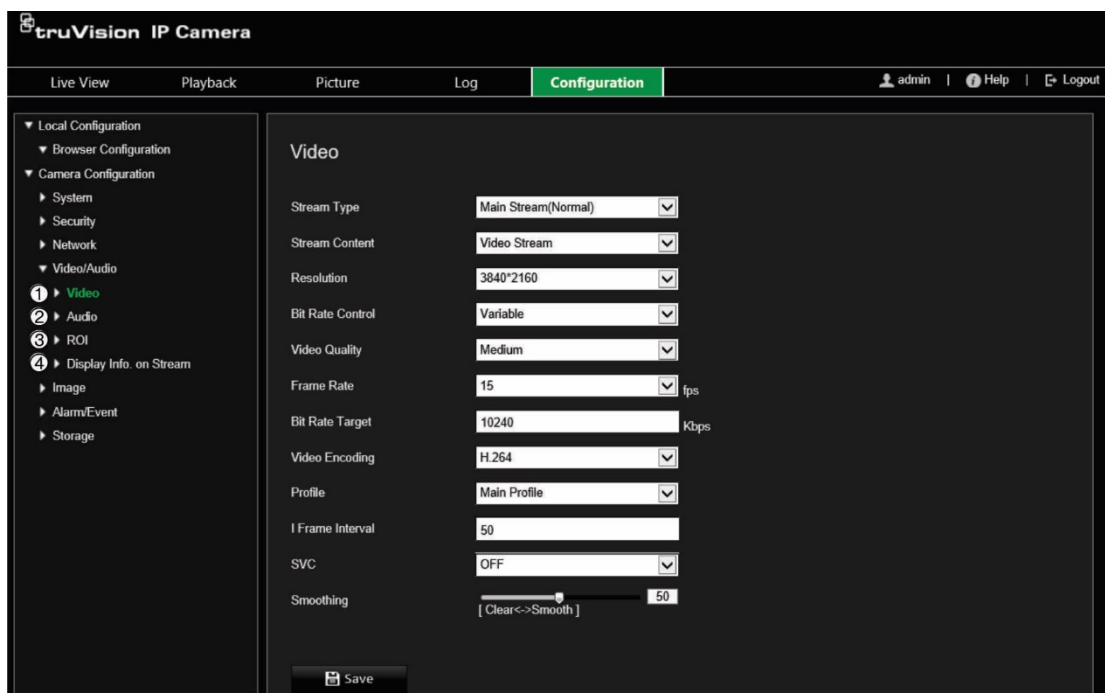 truVision IP Camera
Live View Playback Picture Log Configuration admin | Help | Logout
Local Configuration
Browser Configuration
Camera Configuration
System
Security
Network
Video/Audio
① Video
② Audio
③ ROI
④ Display Info. on Stream
Image
Alarm/Event
Storage
Video
Stream Type Main Stream(Normal)
Stream Content Video Stream
Resolution 3840*2160
Bit Rate Control Variable
Video Quality Medium
Frame Rate 15 fps
Bit Rate Target 10240 Kbps
Video Encoding H.264
Profile Main Profile
I Frame Interval 50
SVC OFF
Smoothing 50
[ Clear<->Smooth ]
Save